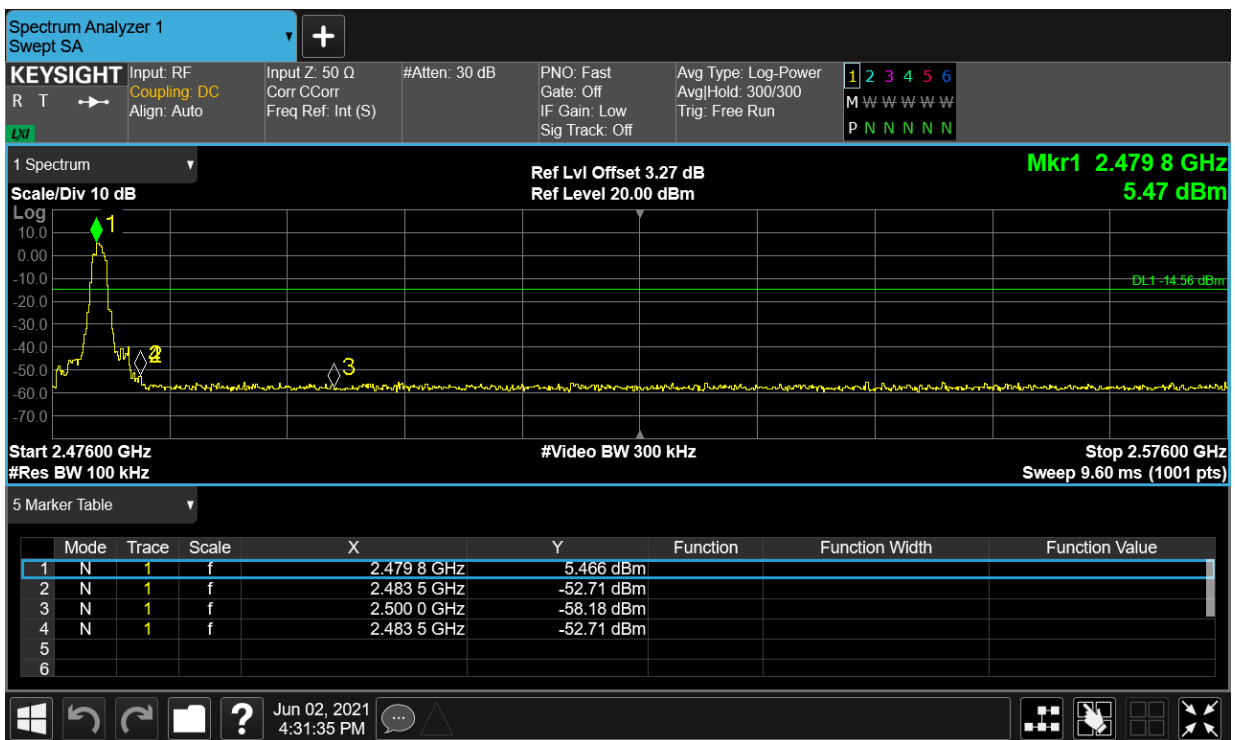 Spectrum Analyzer 1
Swept SA
+
KEYSIGHT
R T
LXI
Input: RF
Coupling: DC
Align: Auto
Input Z: 50 Ω
Corr CCorr
Freq Ref: Int (S)
#Atten: 30 dB
PNO: Fast
Gate: Off
IF Gain: Low
Sig Track: Off
Avg Type: Log-Power
Avg|Hold: 300/300
Trig: Free Run
1 2 3 4 5 6
M W W W W W
P N N N N N
1 Spectrum
Scale/Div 10 dB
Ref Lvl Offset 3.27 dB
Ref Level 20.00 dBm
Mkr1 2.479 8 GHz
5.47 dBm
Log
10.0
0.00
-10.0
-20.0
-30.0
-40.0
-50.0
-60.0
-70.0
1
2
3
DL1 -14.56 dBm
Start 2.47600 GHz
#Res BW 100 kHz
#Video BW 300 kHz
Stop 2.57600 GHz
Sweep 9.60 ms (1001 pts)
5 Marker Table
Mode Trace Scale X Y Function Function Width Function Value
1 N 1 f 2.479 8 GHz 5.466 dBm
2 N 1 f 2.483 5 GHz -52.71 dBm
3 N 1 f 2.500 0 GHz -58.18 dBm
4 N 1 f 2.483 5 GHz -52.71 dBm
5
6
?
Jun 02, 2021
4:31:35 PM